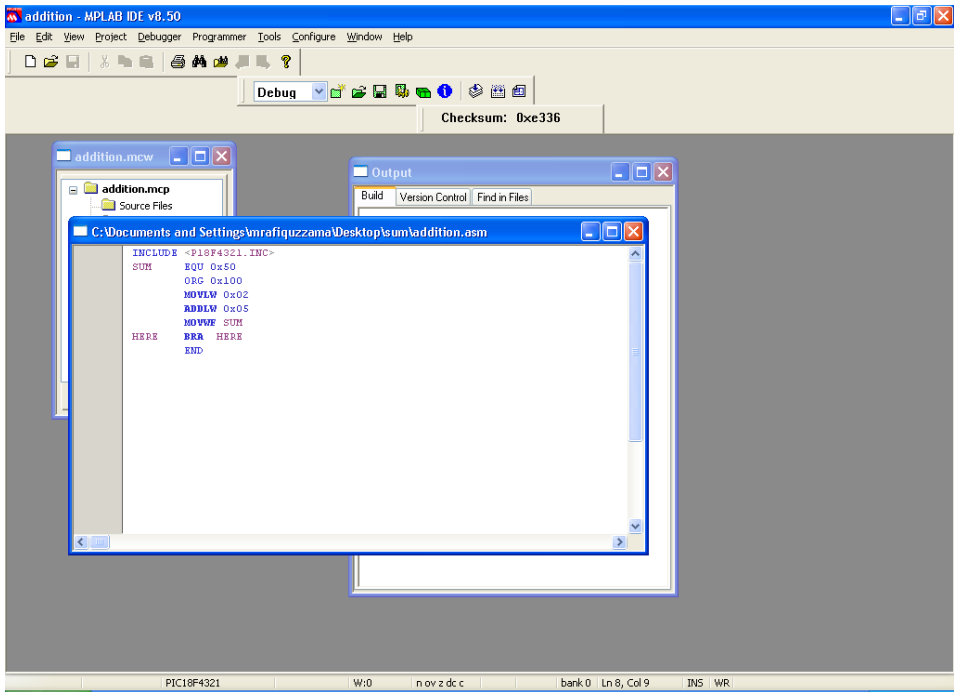 addition - MPLAB IDE v8.50
File Edit View Project Debugger Programmer Tools Configure Window Help
Debug
Checksum: 0xe336
addition.mcw
addition.mcp
Source Files
Output
Build Version Control Find in Files
C:\Documents and Settings\mrafiquzzama\Desktop\sum\addition.asm
INCLUDE <P18F4321.INC>
SUM EQU 0x50
ORG 0x100
MOVLW 0x02
ADDLW 0x05
MOVWF SUM
HERE BRA HERE
END
PIC18F4321 W:0 n ov z dc c bank 0 Ln 8, Col 9 INS WR